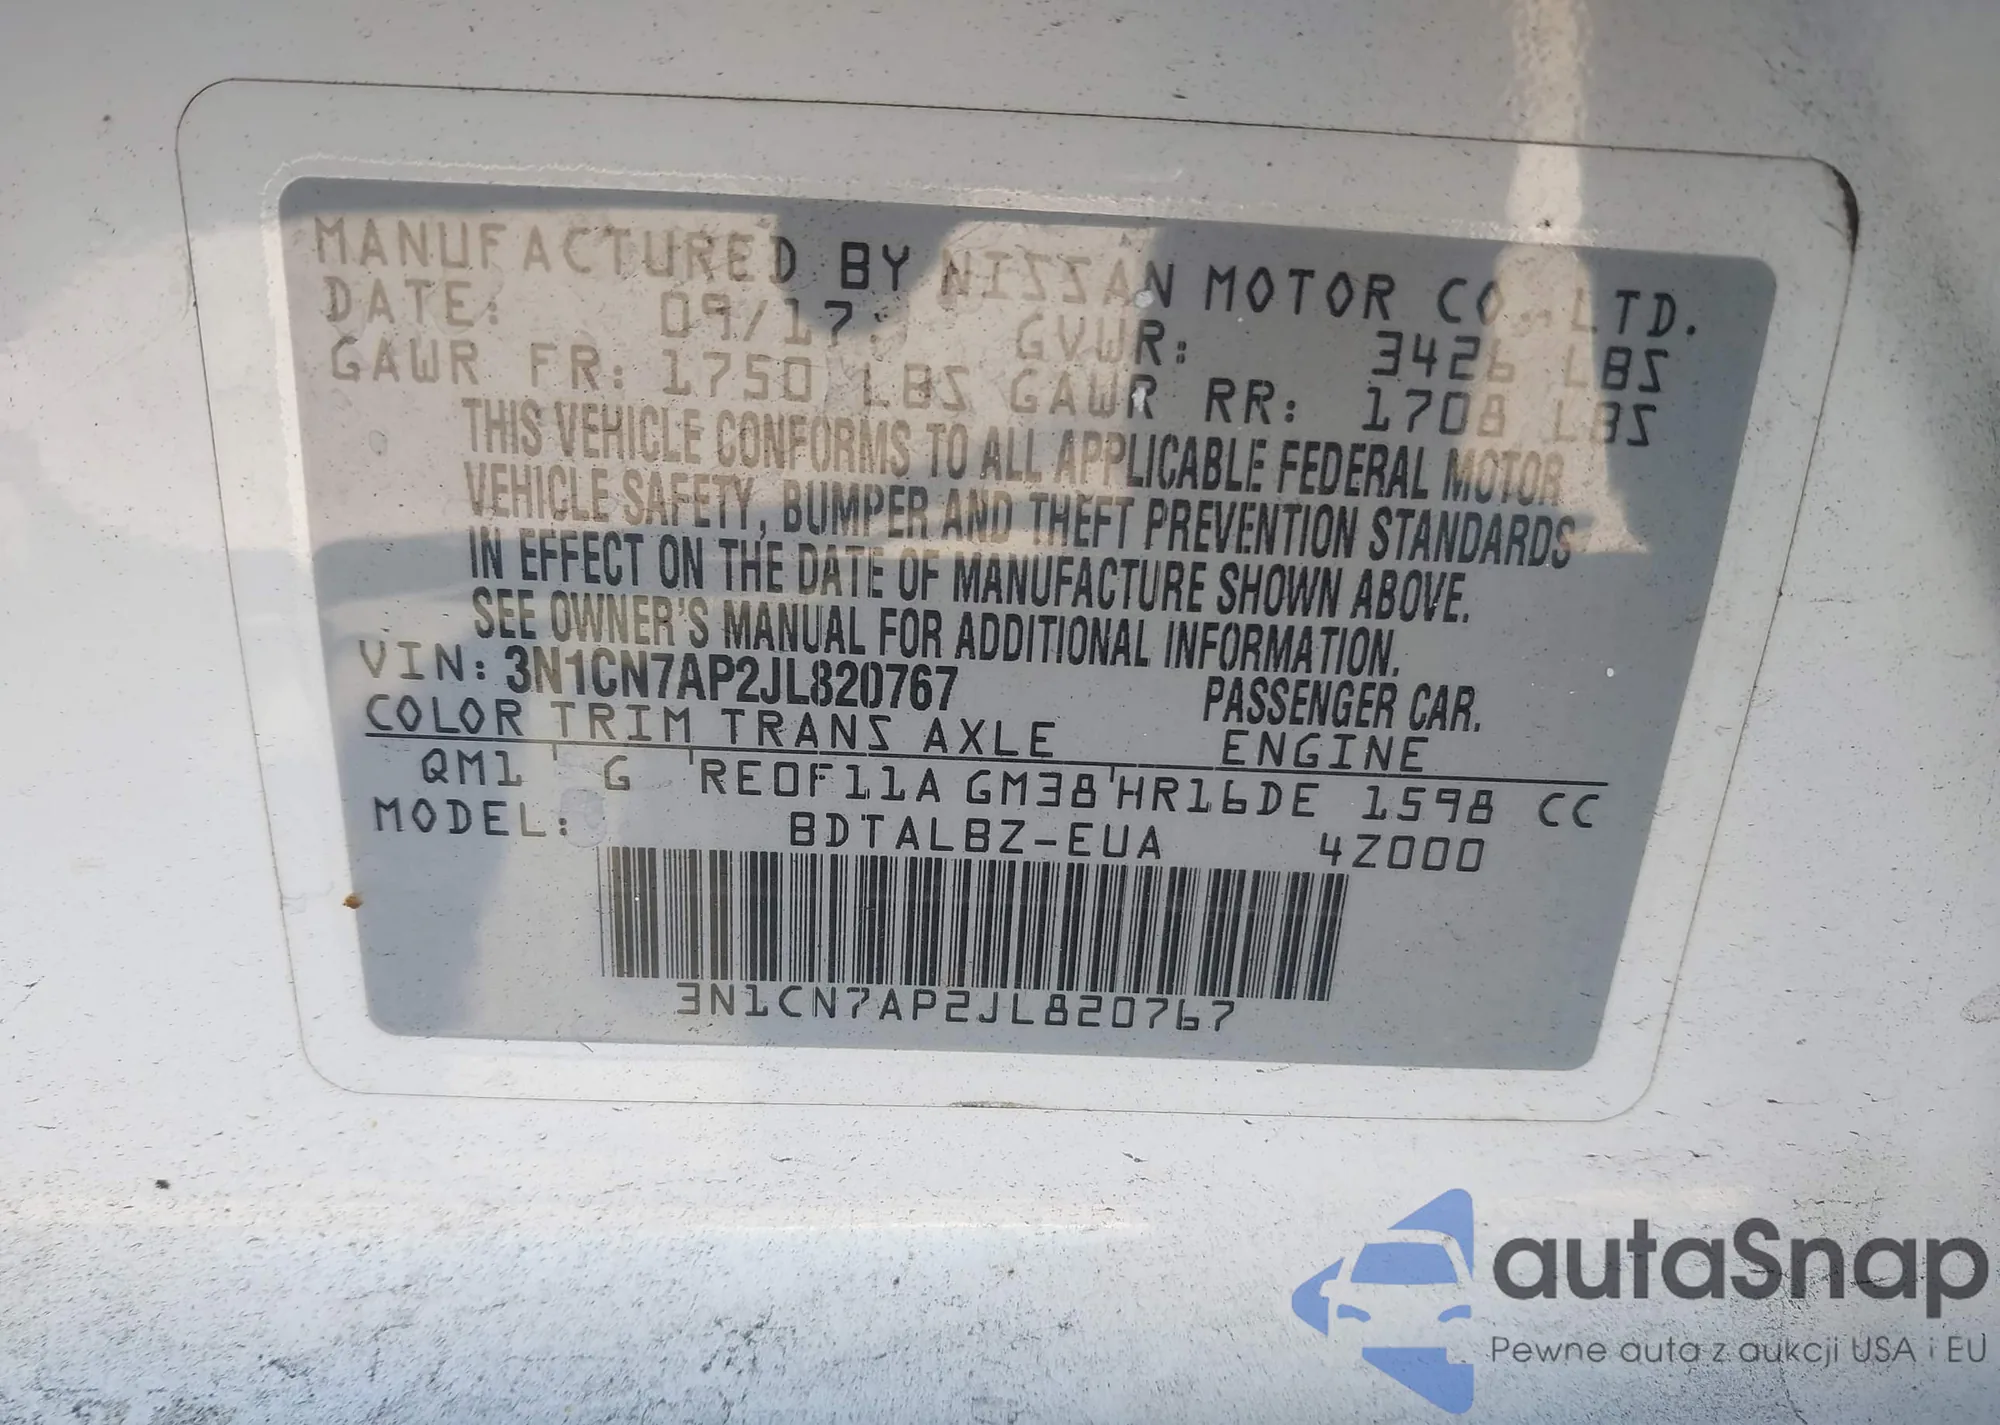 MANUFACTURED BY NISSAN MOTOR CO., LTD.
DATE: 09/17 GVWR: 3426 LBS
GAWR FR: 1750 LBS GAWR RR: 1708 LBS
THIS VEHICLE CONFORMS TO ALL APPLICABLE FEDERAL MOTOR
VEHICLE SAFETY, BUMPER AND THEFT PREVENTION STANDARDS
IN EFFECT ON THE DATE OF MANUFACTURE SHOWN ABOVE.
SEE OWNER'S MANUAL FOR ADDITIONAL INFORMATION.
VIN: 3N1CN7AP2JL820767 PASSENGER CAR.
COLOR TRIM TRANS AXLE ENGINE
QM1 G RE0F11A GM38 HR16DE 1598 CC
MODEL: BDTALBZ-EUA 4Z000
3N1CN7AP2JL820767
autaSnap
Pewne auta z aukcji USA i EU